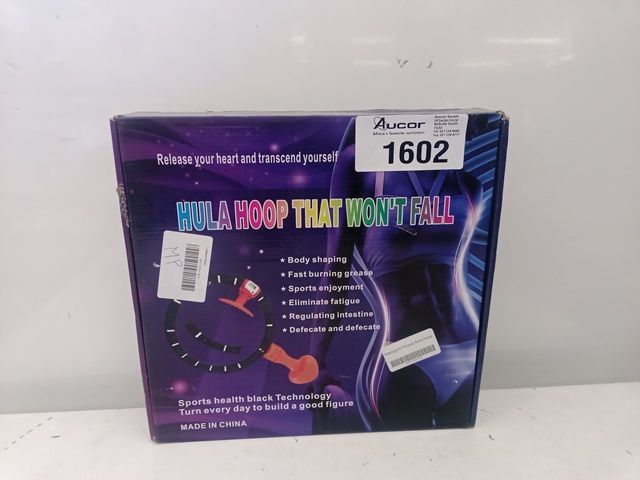 Aucor
Africa's favourite auctioneers
1602
Release your heart and transcend yourself
HULA HOOP THAT WON'T FALL
MP
★ Body shaping
★ Fast burning grease
★ Sports enjoyment
★ Eliminate fatigue
★ Regulating intestine
★ Defecate and defecate
Sports health black Technology
Turn every day to build a good figure
MADE IN CHINA